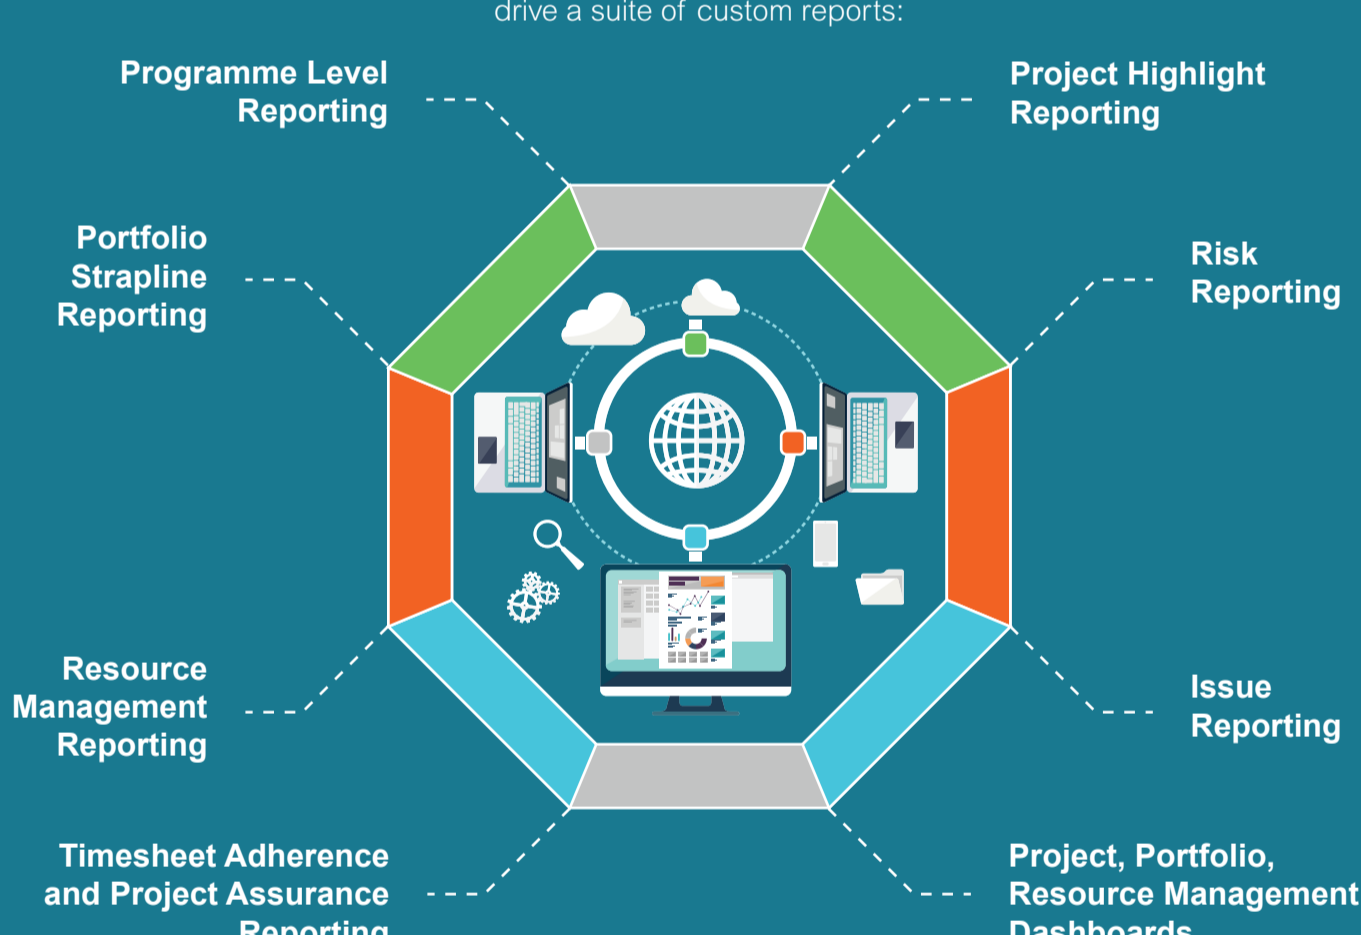 drive a suite of custom reports:
Programme Level
Reporting
Project Highlight
Reporting
Portfolio
Strapline
Reporting
Risk
Reporting
Resource
Management
Reporting
Issue
Reporting
Timesheet Adherence
and Project Assurance
Reporting
Project, Portfolio,
Resource Management
Dashboards